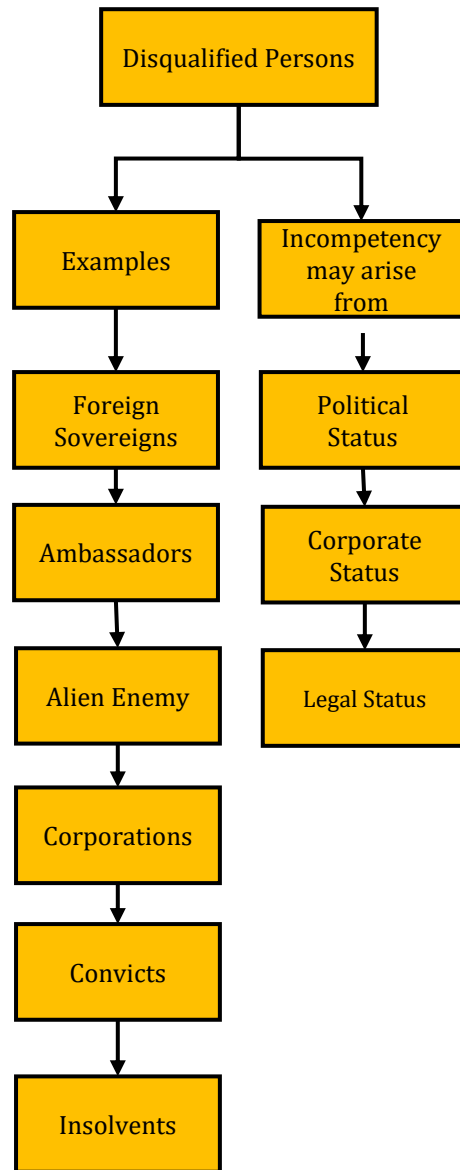 Disqualified Persons
Examples
Incompetency
may arise
from
Foreign
Sovereigns
Political
Status
Ambassadors
Corporate
Status
Alien Enemy
Legal Status
Corporations
Convicts
Insolvents